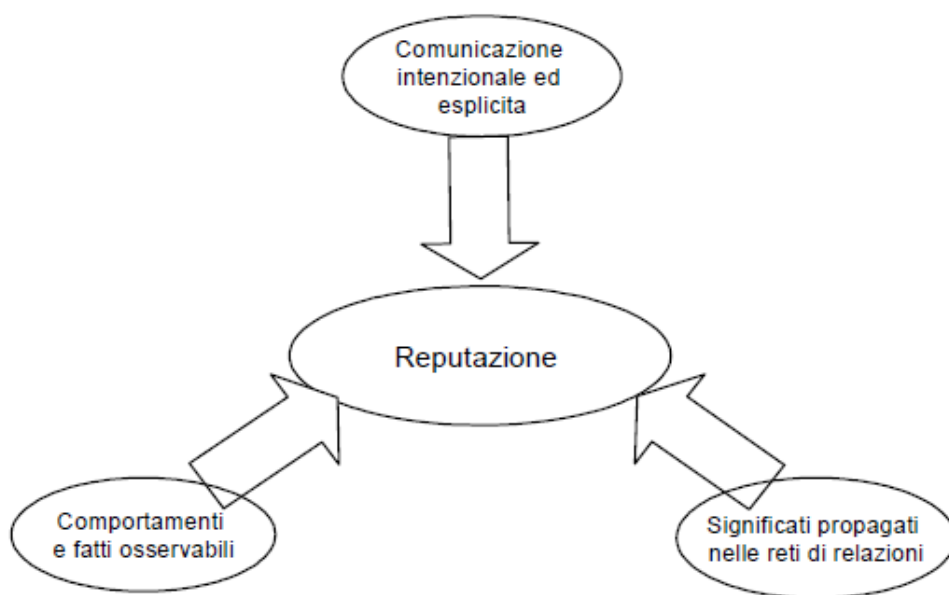 Comunicazione
intenzionale ed
esplicita
Reputazione
Comportamenti
e fatti osservabili
Significati propagati
nelle reti di relazioni